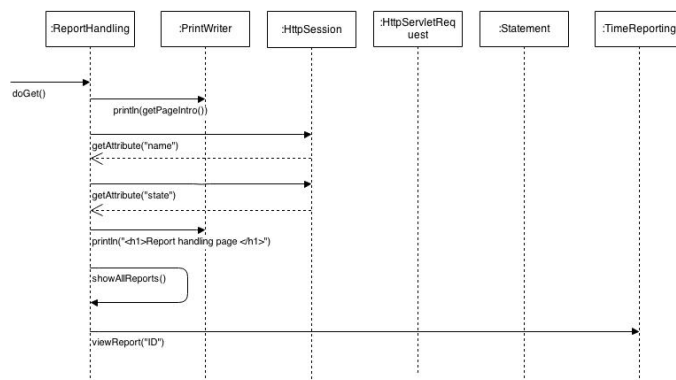 :ReportHandling
:PrintWriter
:HttpSession
:HttpServletReq
uest
:Statement
:TimeReporting
doGet()
println(getPageIntro())
getAttribute("name")
getAttribute("state")
println("<h1>Report handling page </h1>")
showAllReports()
viewReport("ID")